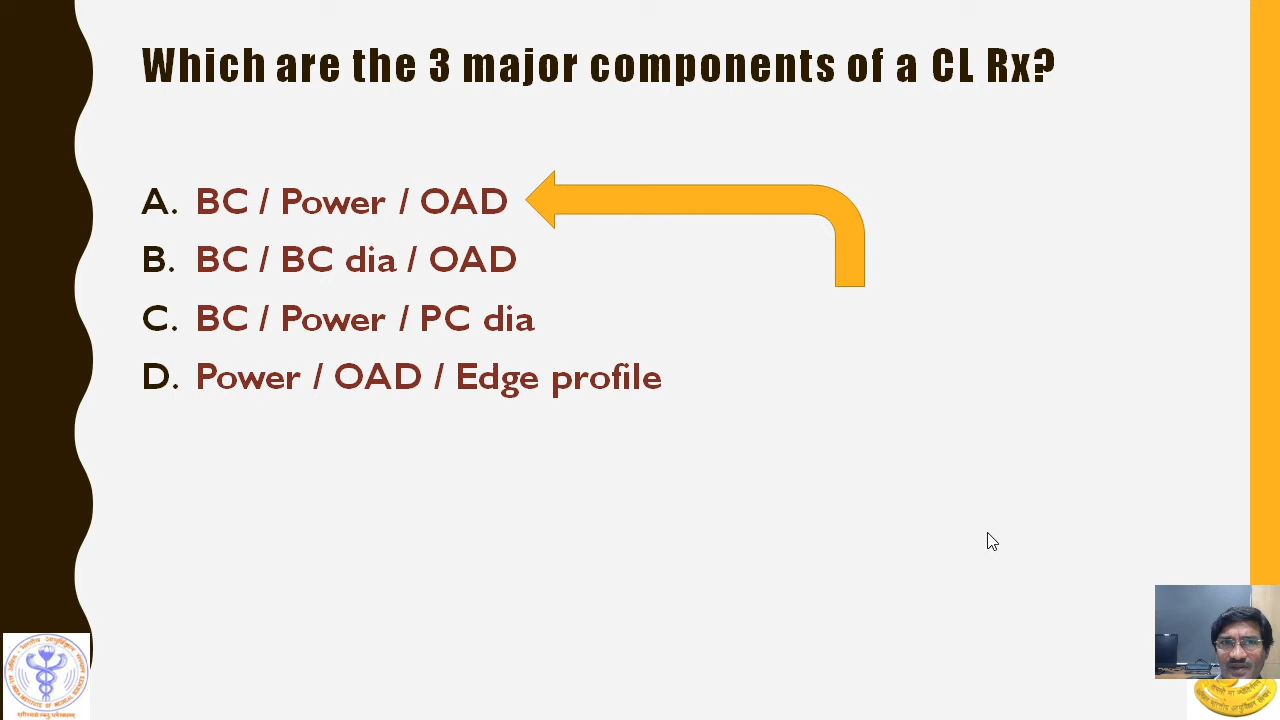 Which are the 3 major components of a CL Rx?
A. BC / Power / OAD
B. BC / BC dia / OAD
C. BC / Power / PC dia
D. Power / OAD / Edge profile